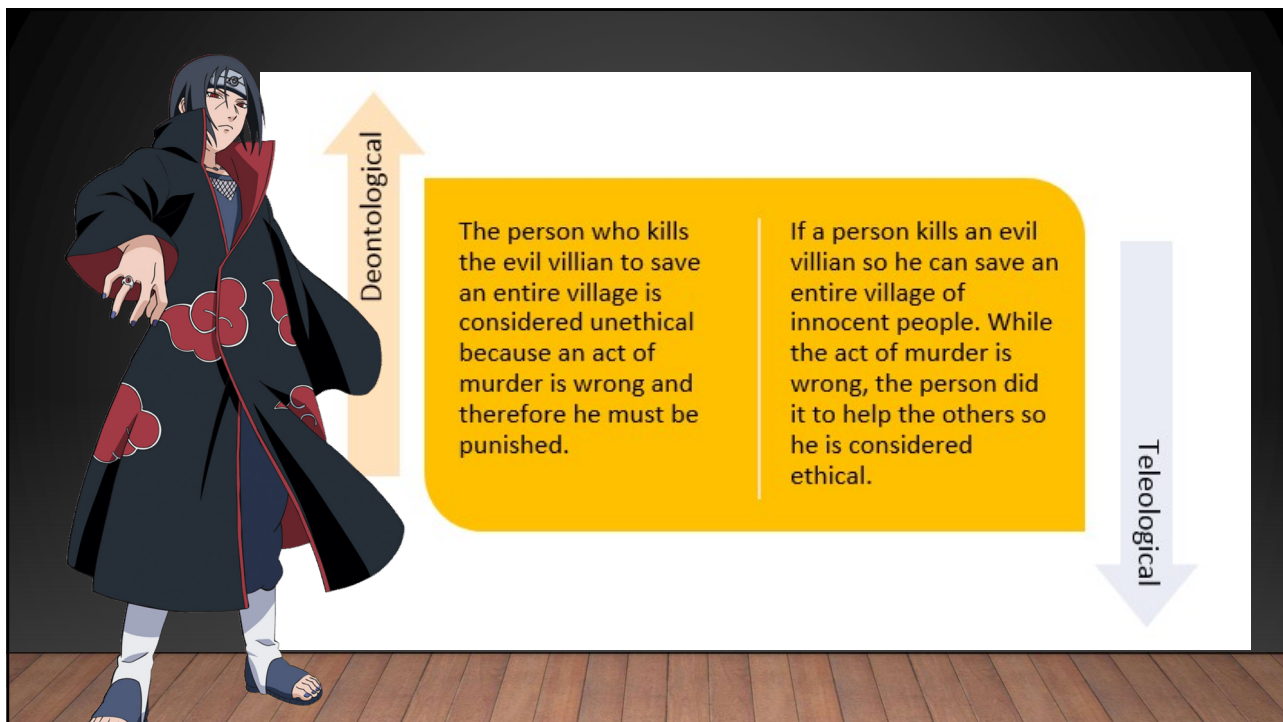 Deontological
The person who kills
the evil villian to save
an entire village is
considered unethical
because an act of
murder is wrong and
therefore he must be
punished.
If a person kills an evil
villian so he can save an
entire village of
innocent people. While
the act of murder is
wrong, the person did
it to help the others so
he is considered
ethical.
Teleological